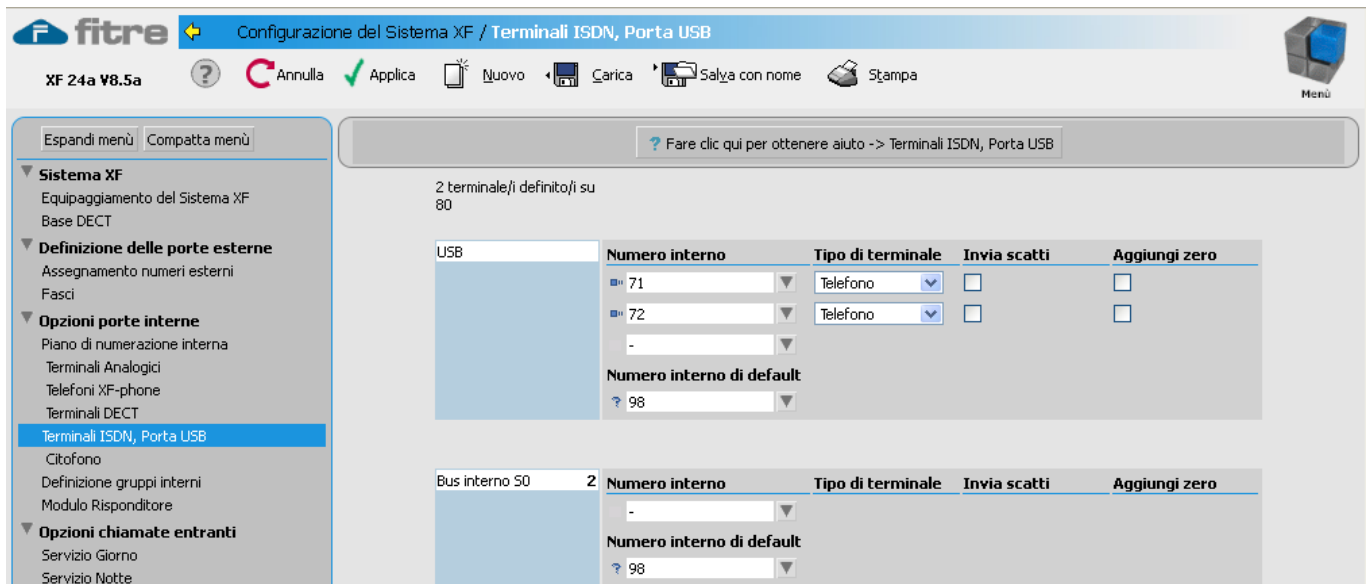 fitre Configurazione del Sistema XF / Terminali ISDN, Porta USB
XF 24a V8.5a ? Annulla Applica Nuovo Carica Salva con nome Stampa Menù
Espandi menù Compatta menù
? Fare clic qui per ottenere aiuto -> Terminali ISDN, Porta USB
Sistema XF
Equipaggiamento del Sistema XF
Base DECT
Definizione delle porte esterne
Assegnamento numeri esterni
Fasci
Opzioni porte interne
Piano di numerazione interna
Terminali Analogici
Telefoni XF-phone
Terminali DECT
Terminali ISDN, Porta USB
Citofono
Definizione gruppi interni
Modulo Risponditore
Opzioni chiamate entranti
Servizio Giorno
Servizio Notte
2 terminale/i definito/i su
80
USB Numero interno Tipo di terminale Invia scatti Aggiungi zero
71 Telefono
72 Telefono
-
Numero interno di default
? 98
Bus interno S0 2 Numero interno Tipo di terminale Invia scatti Aggiungi zero
-
Numero interno di default
? 98